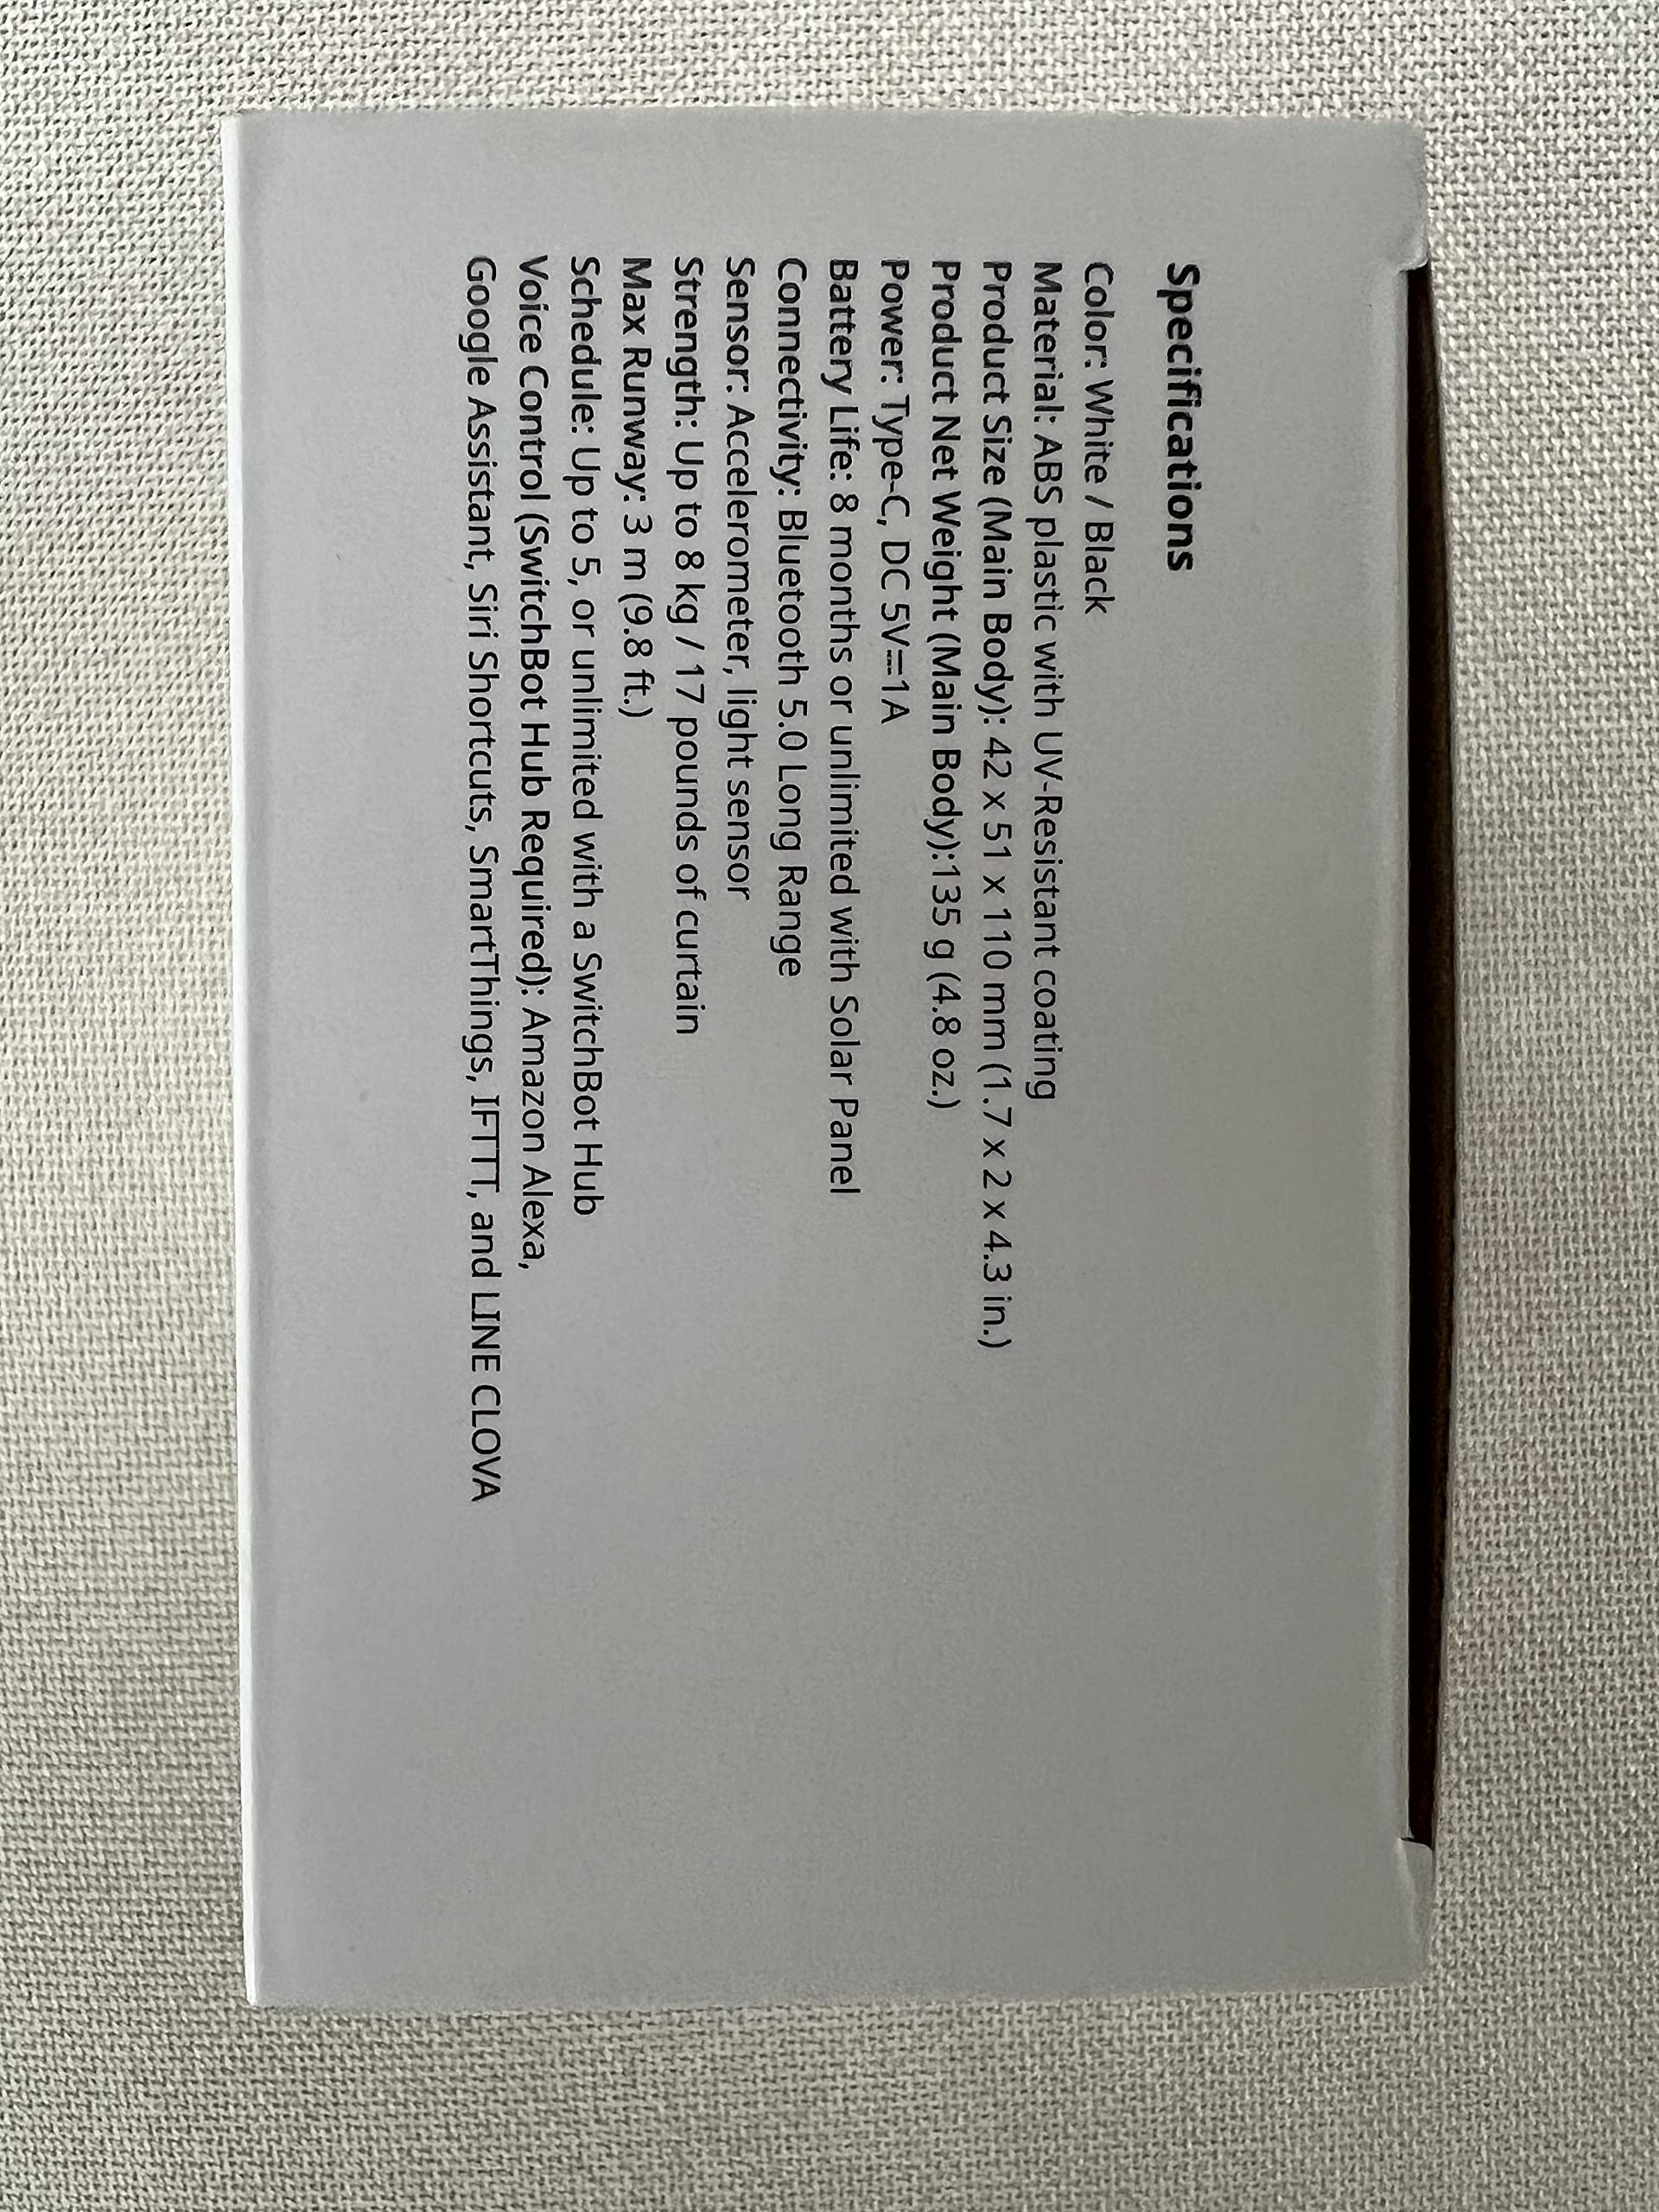 Specifications
Color: White / Black
Material: ABS plastic with UV-Resistant coating
Product Size (Main Body): 42 x 51 x 110 mm (1.7 x 2 x 4.3 in.)
Product Net Weight (Main Body):135 g (4.8 oz.)
Power: Type-C, DC 5V⎓1A
Battery Life: 8 months or unlimited with Solar Panel
Connectivity: Bluetooth 5.0 Long Range
Sensor: Accelerometer, light sensor
Strength: Up to 8 kg / 17 pounds of curtain
Max Runway: 3 m (9.8 ft.)
Schedule: Up to 5, or unlimited with a SwitchBot Hub
Voice Control (SwitchBot Hub Required): Amazon Alexa,
Google Assistant, Siri Shortcuts, SmartThings, IFTTT, and LINE CLOVA